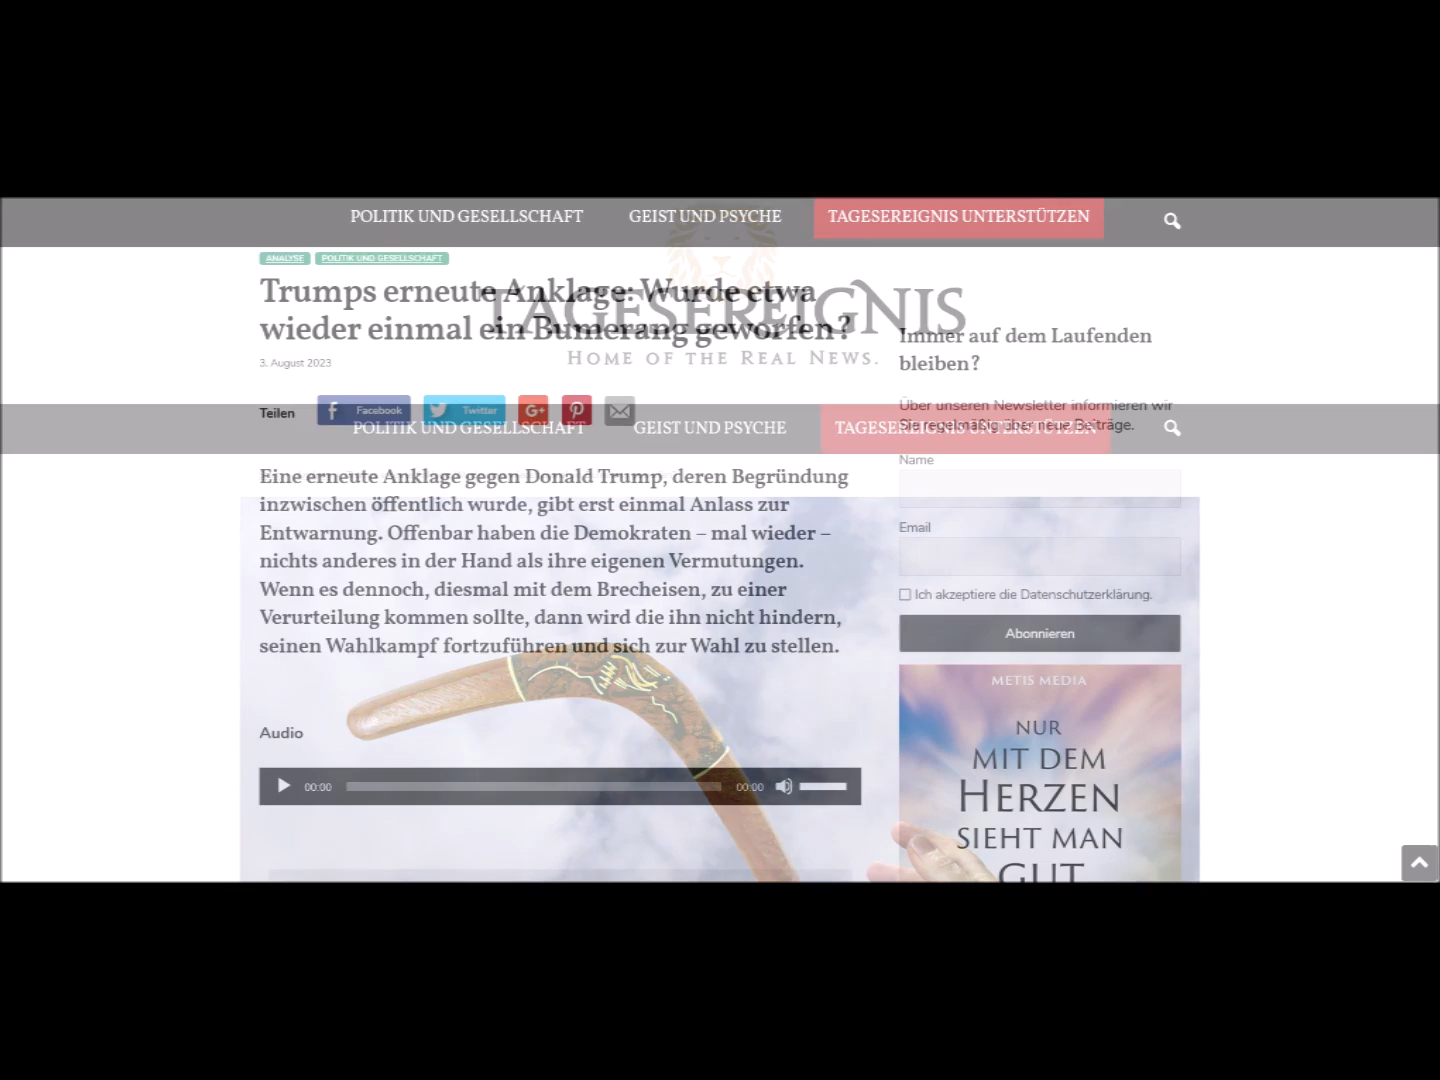 POLITIK UND GESELLSCHAFT GEIST UND PSYCHE TAGESEREIGNIS UNTERSTÜTZEN
ANALYSE POLITIK UND GESELLSCHAFT
Trumps erneute Anklage: Wurde etwa
wieder einmal ein Bumerang geworfen?
3. August 2023
TAGESEREIGNIS
HOME OF THE REAL NEWS.
Teilen Facebook Twitter G+
POLITIK UND GESELLSCHAFT GEIST UND PSYCHE TAGESEREIGNIS UNTERSTÜTZEN
Eine erneute Anklage gegen Donald Trump, deren Begründung
inzwischen öffentlich wurde, gibt erst einmal Anlass zur
Entwarnung. Offenbar haben die Demokraten – mal wieder –
nichts anderes in der Hand als ihre eigenen Vermutungen.
Wenn es dennoch, diesmal mit dem Brecheisen, zu einer
Verurteilung kommen sollte, dann wird die ihn nicht hindern,
seinen Wahlkampf fortzuführen und sich zur Wahl zu stellen.
Audio
00:00 00:00
Immer auf dem Laufenden
bleiben?
Über unseren Newsletter informieren wir
Sie regelmäßig über neue Beiträge.
Name
Email
Ich akzeptiere die Datenschutzerklärung.
Abonnieren
METIS MEDIA
NUR
MIT DEM
HERZEN
SIEHT MAN
GUT